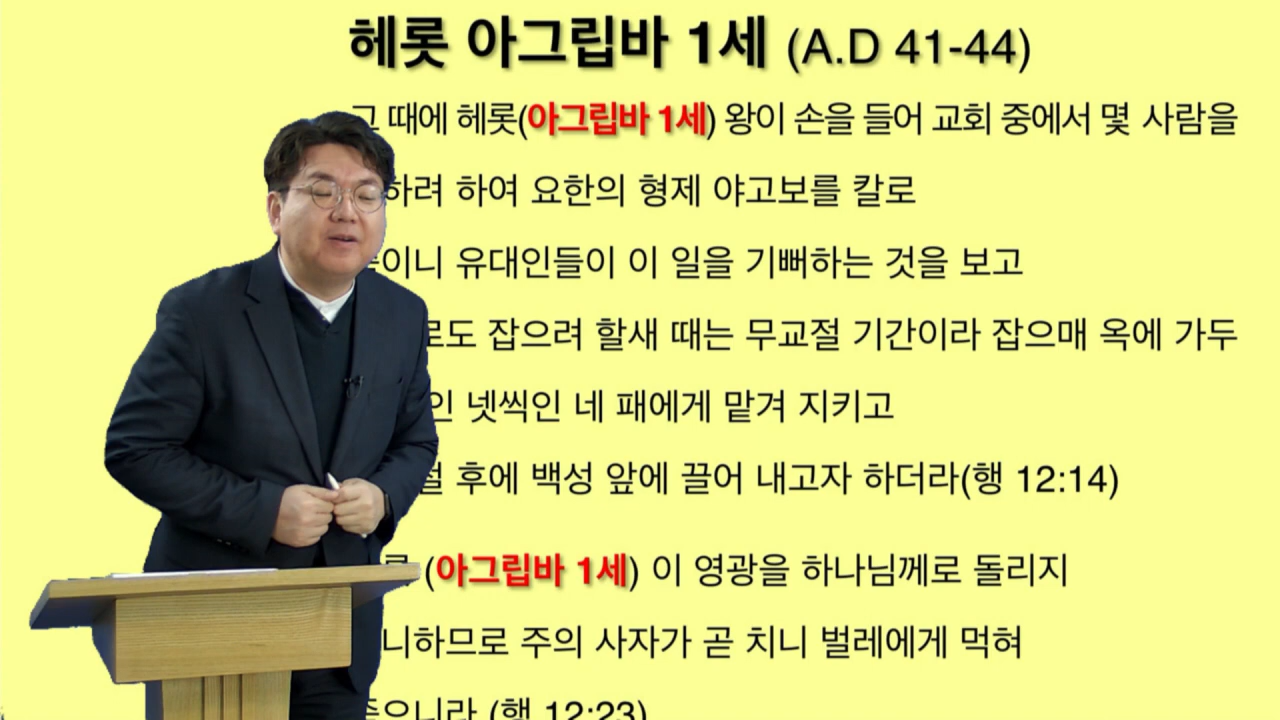 헤롯 아그립바 1세 (A.D 41-44)
때에 헤롯(아그립바 1세) 왕이 손을 들어 교회 중에서 몇 사람을
하려 하여 요한의 형제 야고보를 칼로
이니 유대인들이 이 일을 기뻐하는 것을 보고
로도 잡으려 할새 때는 무교절 기간이라 잡으매 옥에 가두
인 넷씩인 네 패에게 맡겨 지키고
후에 백성 앞에 끌어 내고자 하더라(행 12:14)
(아그립바 1세) 이 영광을 하나님께로 돌리지
니하므로 주의 사자가 곧 치니 벌레에게 먹혀
으니라 (행 12:23)